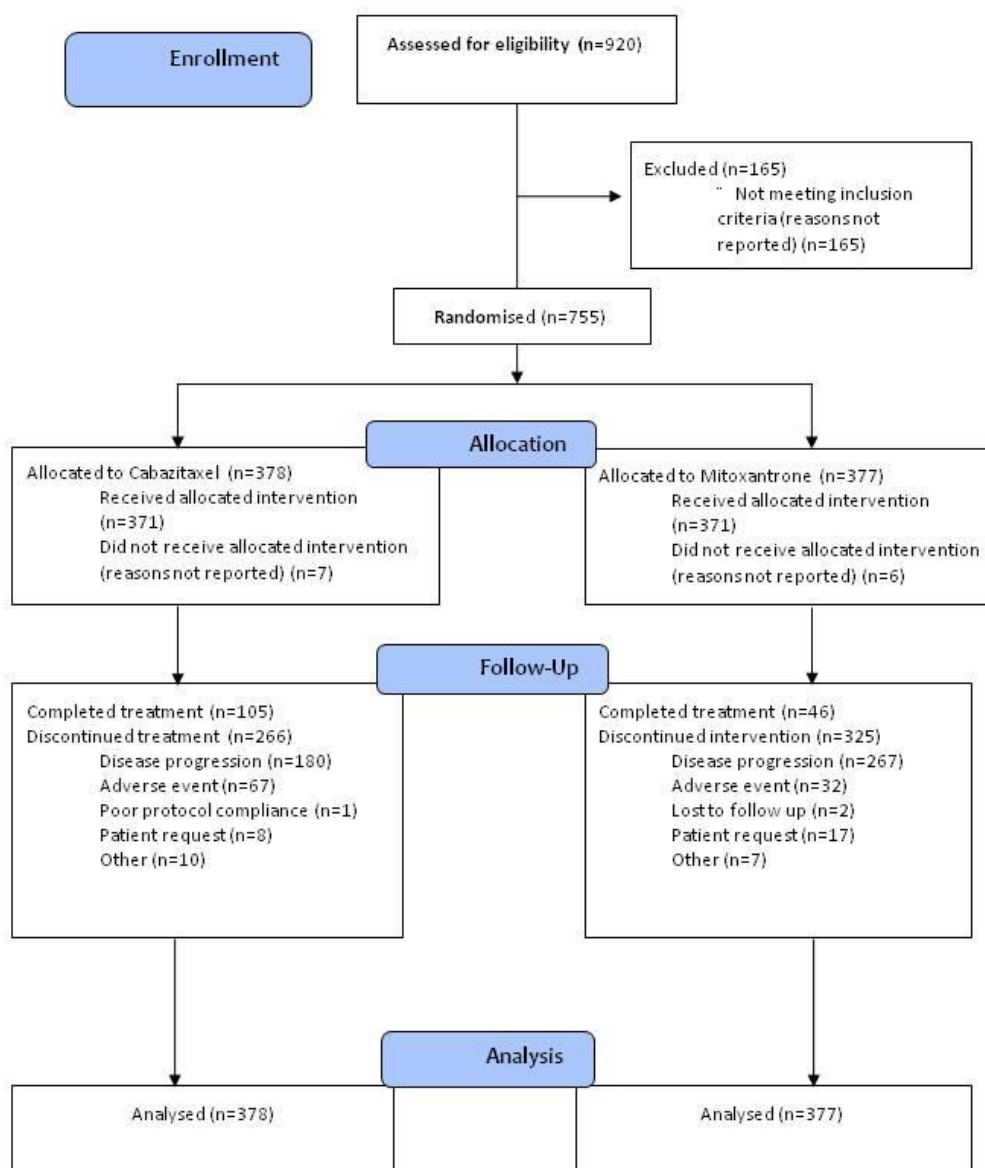 Enrollment
Assessed for eligibility (n=920)
Excluded (n=165)
¨ Not meeting inclusion
criteria (reasons not
reported) (n=165)
Randomised (n=755)
Allocation
Allocated to Cabazitaxel (n=378)
Received allocated intervention
(n=371)
Did not receive allocated intervention
(reasons not reported) (n=7)
Allocated to Mitoxantrone (n=377)
Received allocated intervention
(n=371)
Did not receive allocated intervention
(reasons not reported) (n=6)
Follow-Up
Completed treatment (n=105)
Discontinued treatment (n=266)
Disease progression (n=180)
Adverse event (n=67)
Poor protocol compliance (n=1)
Patient request (n=8)
Other (n=10)
Completed treatment (n=46)
Discontinued intervention (n=325)
Disease progression (n=267)
Adverse event (n=32)
Lost to follow up (n=2)
Patient request (n=17)
Other (n=7)
Analysis
Analysed (n=378)
Analysed (n=377)